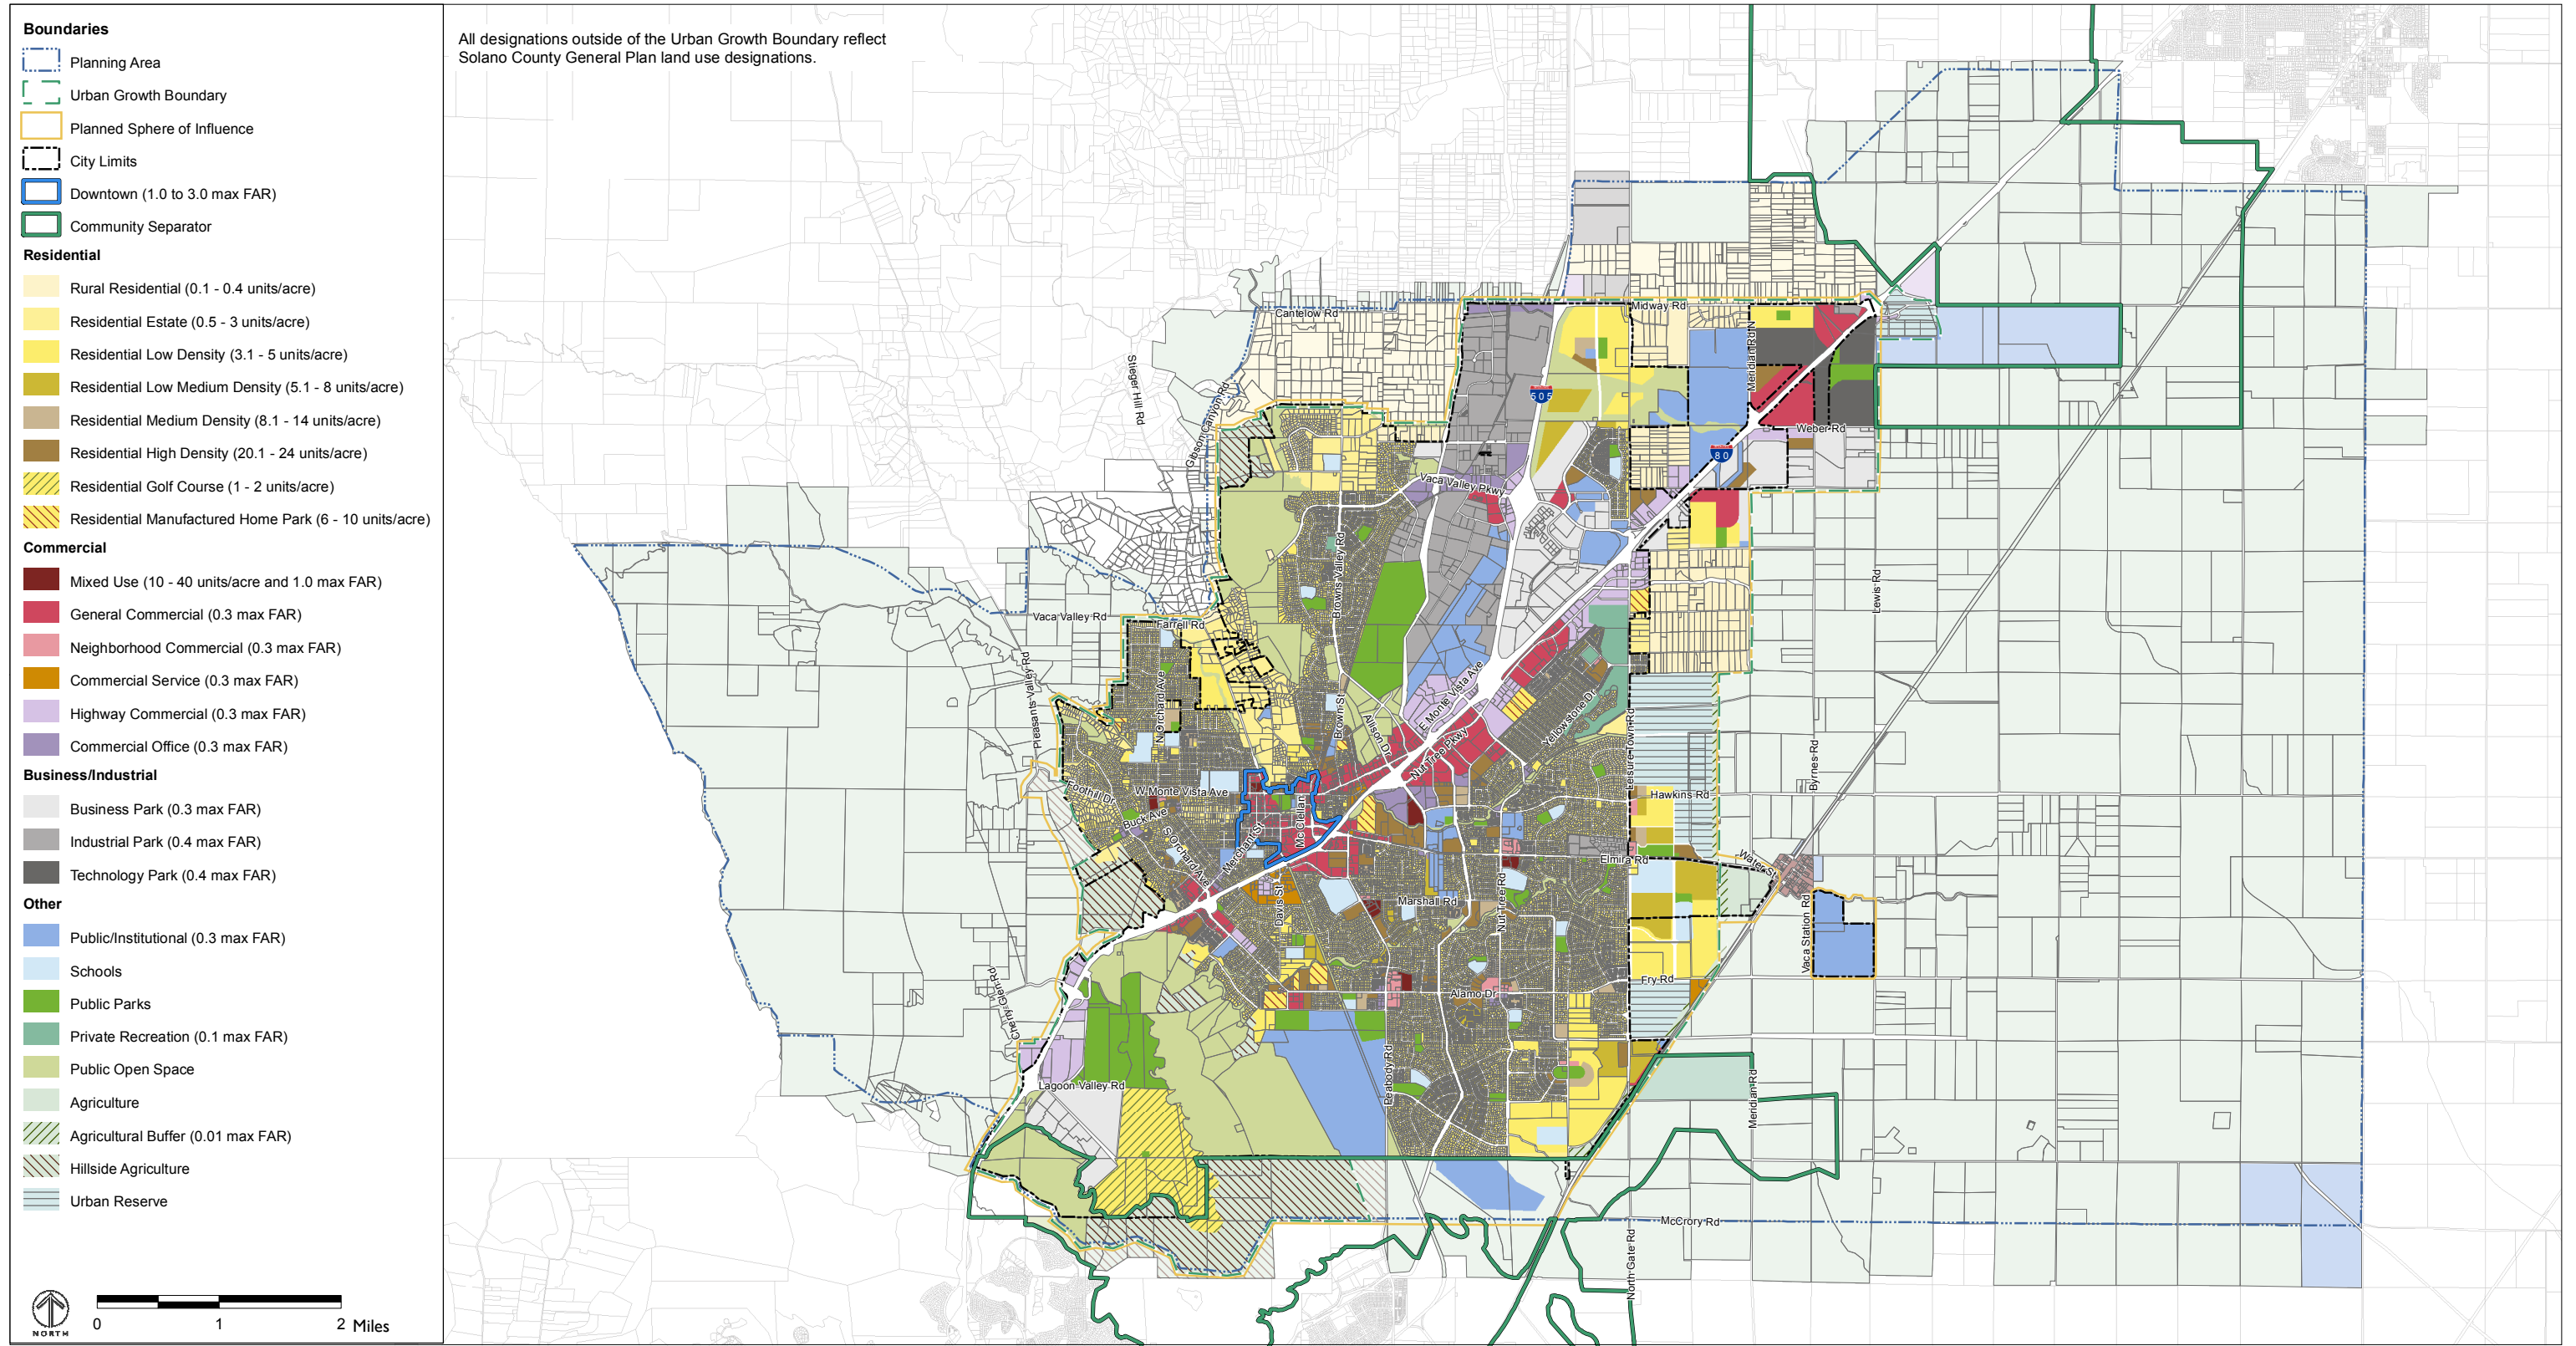 Boundaries
Planning Area
Urban Growth Boundary
Planned Sphere of Influence
City Limits
Downtown (1.0 to 3.0 max FAR)
Community Separator
Residential
Rural Residential (0.1 - 0.4 units/acre)
Residential Estate (0.5 - 3 units/acre)
Residential Low Density (3.1 - 5 units/acre)
Residential Low Medium Density (5.1 - 8 units/acre)
Residential Medium Density (8.1 - 14 units/acre)
Residential High Density (20.1 - 24 units/acre)
Residential Golf Course (1 - 2 units/acre)
Residential Manufactured Home Park (6 - 10 units/acre)
Commercial
Mixed Use (10 - 40 units/acre and 1.0 max FAR)
General Commercial (0.3 max FAR)
Neighborhood Commercial (0.3 max FAR)
Commercial Service (0.3 max FAR)
Highway Commercial (0.3 max FAR)
Commercial Office (0.3 max FAR)
Business/Industrial
Business Park (0.3 max FAR)
Industrial Park (0.4 max FAR)
Technology Park (0.4 max FAR)
Other
Public/Institutional (0.3 max FAR)
Schools
Public Parks
Private Recreation (0.1 max FAR)
Public Open Space
Agriculture
Agricultural Buffer (0.01 max FAR)
Hillside Agriculture
Urban Reserve
NORTH
0 1 2 Miles
All designations outside of the Urban Growth Boundary reflect
Solano County General Plan land use designations.
Midway Rd
Cantelow Rd
Meridian Rd N
Stieger Hill Rd
505
Gibson Canyon Rd
Weber Rd
80
Vaca Valley Pkwy
Browns Valley Rd
Lewis Rd
Vaca Valley Rd
Farrell Rd
Pleasants Valley Rd
N Orchard Ave
Brown St
Allison Dr
E Monte Vista Ave
Nut Tree Pkwy
Yellowstone Dr
Leisure Town Rd
Byrnes Rd
Foothill Dr
W Monte Vista Ave
Hawkins Rd
Buck Ave
S Orchard Ave
Merchant St
Mc Clellan
Elmira Rd
Water St
Davis St
Marshall Rd
Nut Tree Rd
Vaca Station Rd
Cherry Glen Rd
Fry Rd
Alamo Dr
Lagoon Valley Rd
Peabody Rd
Meridian Rd
McCrory Rd
North Gate Rd